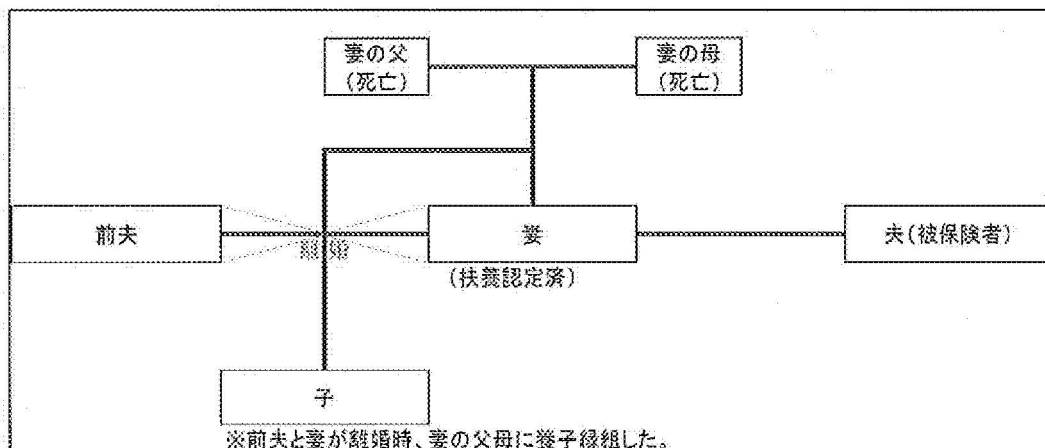 妻の父
(死亡)
妻の母
(死亡)
前夫
離婚
妻
夫(被保険者)
(扶養認定済)
子
※前夫と妻が離婚時、妻の父母に養子縁組した。